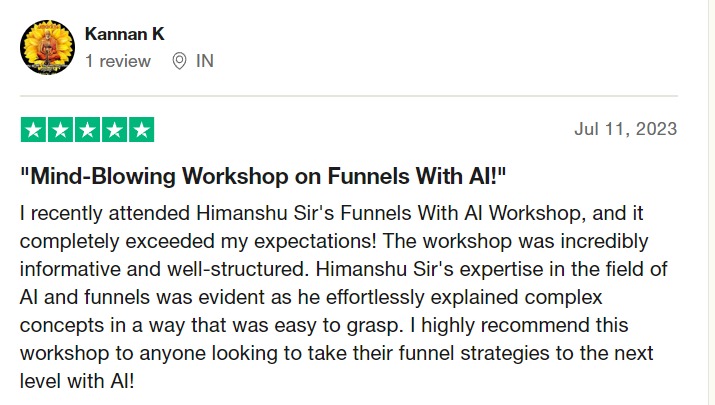 Kannan K
1 review IN
Jul 11, 2023
"Mind-Blowing Workshop on Funnels With AI!"
I recently attended Himanshu Sir's Funnels With AI Workshop, and it
completely exceeded my expectations! The workshop was incredibly
informative and well-structured. Himanshu Sir's expertise in the field of
AI and funnels was evident as he effortlessly explained complex
concepts in a way that was easy to grasp. I highly recommend this
workshop to anyone looking to take their funnel strategies to the next
level with AI!